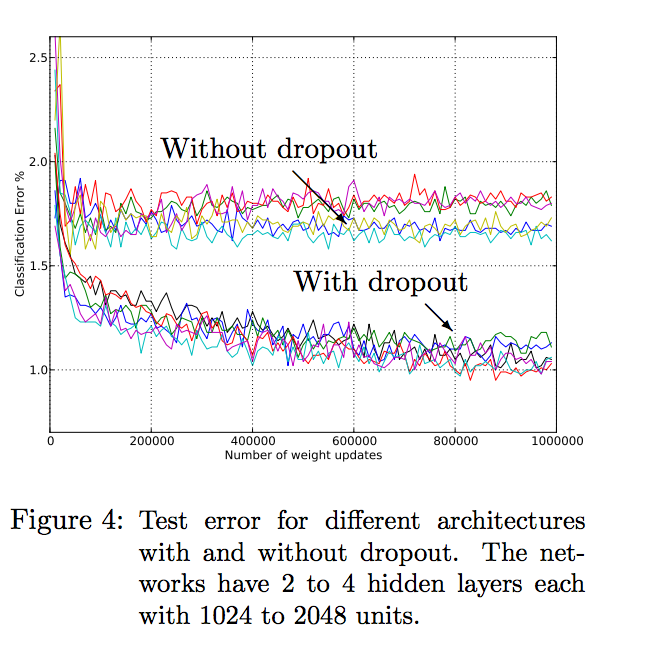 2.5
2.0
1.5
1.0
Classification Error %
Without dropout
With dropout
0 200000 400000 600000 800000 1000000
Number of weight updates
Figure 4: Test error for different architectures
with and without dropout. The net-
works have 2 to 4 hidden layers each
with 1024 to 2048 units.